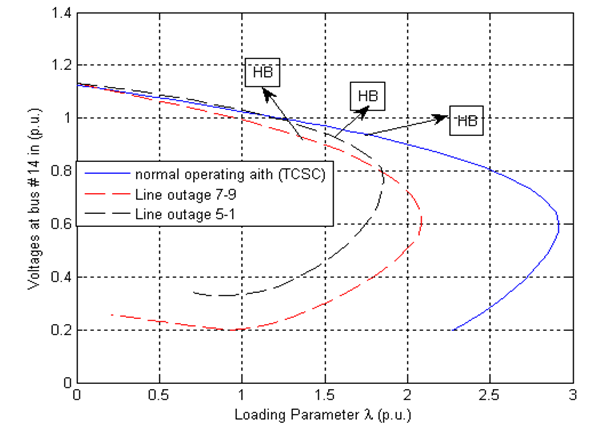 1.4
1.2
1
0.8
0.6
0.4
0.2
0
Voltages at bus # 14 in (p.u.)
HB
HB
HB
normal operating aith (TCSC)
Line outage 7-9
Line outage 5-1
0 0.5 1 1.5 2 2.5 3
Loading Parameter λ (p.u.)